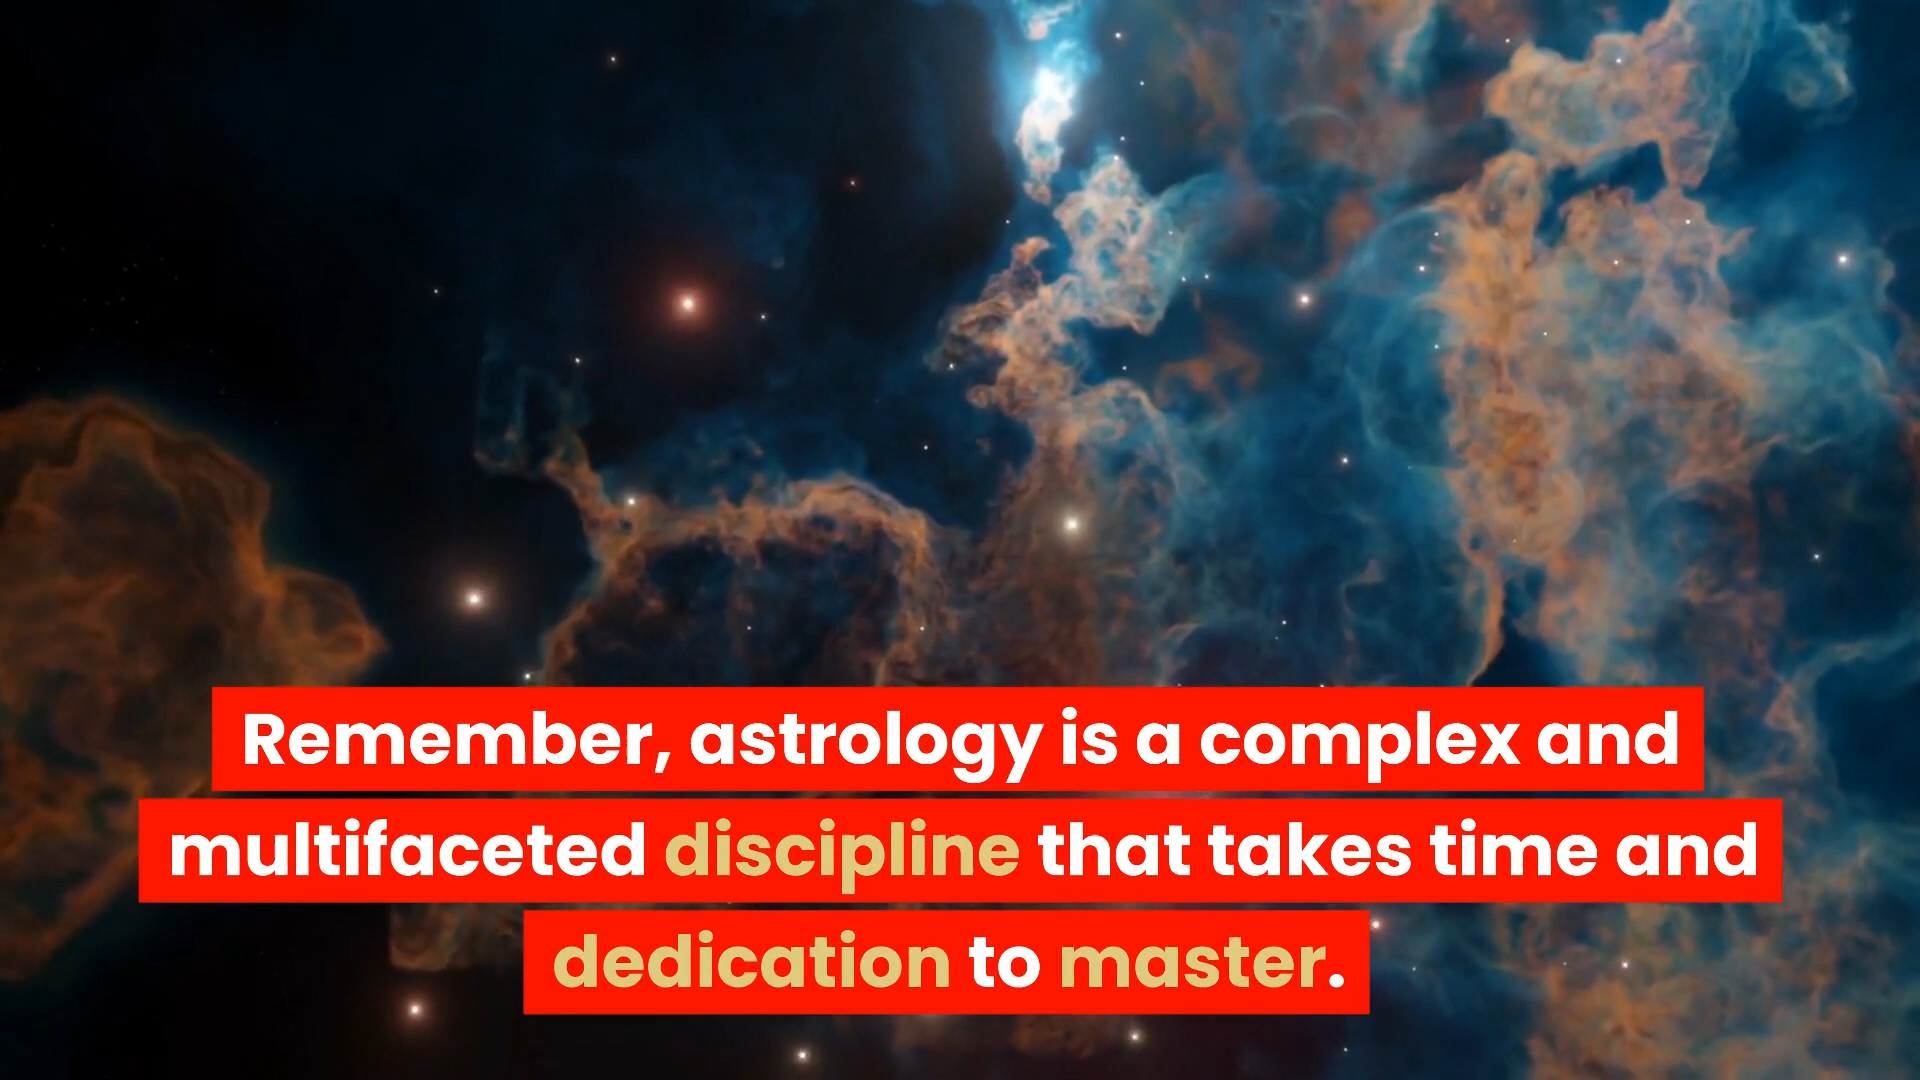 Remember, astrology is a complex and
multifaceted discipline that takes time and
dedication to master.